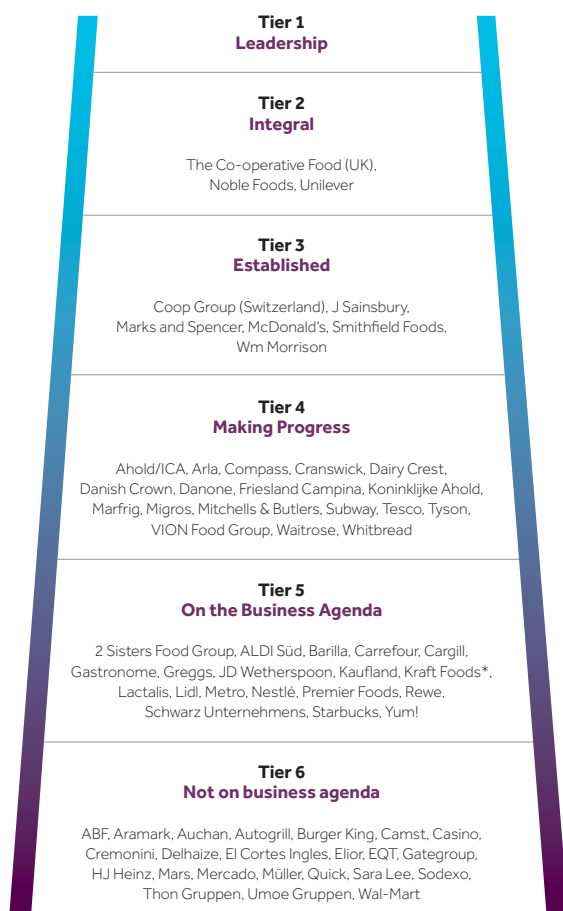 Tier 1
Leadership
Tier 2
Integral
The Co-operative Food (UK),
Noble Foods, Unilever
Tier 3
Established
Coop Group (Switzerland), J Sainsbury,
Marks and Spencer, McDonald's, Smithfield Foods,
Wm Morrison
Tier 4
Making Progress
Ahold/ICA, Arla, Compass, Cranswick, Dairy Crest,
Danish Crown, Danone, Friesland Campina, Koninklijke Ahold,
Marfrig, Migros, Mitchells & Butlers, Subway, Tesco, Tyson,
VION Food Group, Waitrose, Whitbread
Tier 5
On the Business Agenda
2 Sisters Food Group, ALDI Süd, Barilla, Carrefour, Cargill,
Gastronome, Greggs, JD Wetherspoon, Kaufland, Kraft Foods*,
Lactalis, Lidl, Metro, Nestlé, Premier Foods, Rewe,
Schwarz Unternehmens, Starbucks, Yum!
Tier 6
Not on business agenda
ABF, Aramark, Auchan, Autogrill, Burger King, Camst, Casino,
Cremonini, Delhaize, El Cortes Ingles, Elior, EQT, Gategroup,
HJ Heinz, Mars, Mercado, Müller, Quick, Sara Lee, Sodexo,
Thon Gruppen, Umoe Gruppen, Wal-Mart